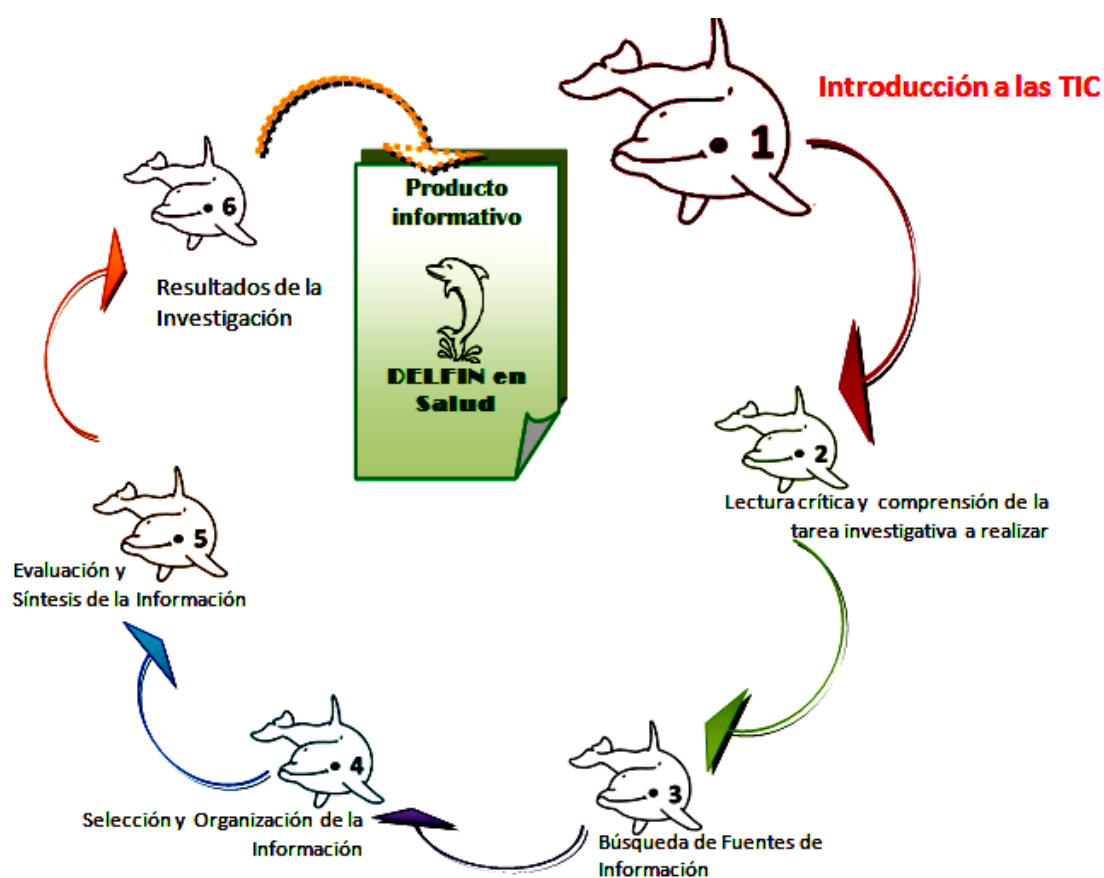 1
Introducción a las TIC
2
Lectura crítica y comprensión de la
tarea investigativa a realizar
3
Búsqueda de Fuentes de
Información
4
Selección y Organización de la
Información
5
Evaluación y
Síntesis de la Información
6
Resultados de la
Investigación
Producto
informativo
DELFIN en
Salud